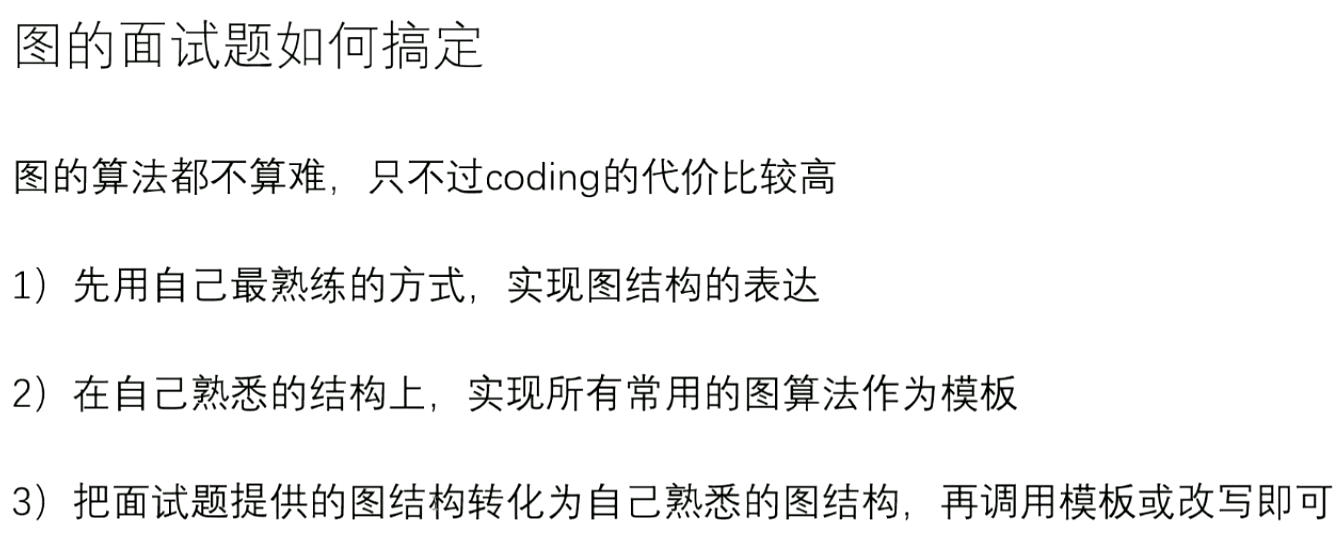 图的面试题如何搞定
图的算法都不算难，只不过coding的代价比较高
1）先用自己最熟练的方式，实现图结构的表达
2）在自己熟悉的结构上，实现所有常用的图算法作为模板
3）把面试题提供的图结构转化为自己熟悉的图结构，再调用模板或改写即可